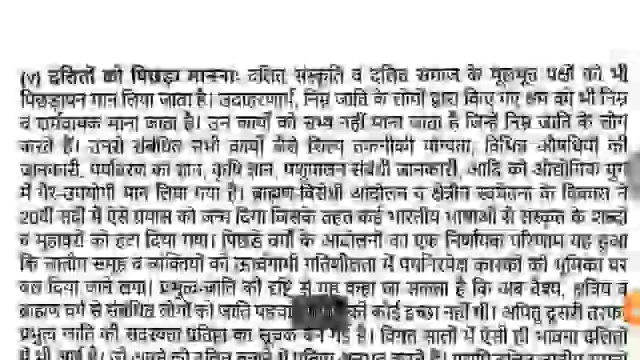 (v) दलितों को पिछड़ा मानना: दलित संस्कृति व दलित समाज के मूलभूत पक्षों को भी
पिछड़ापन मान लिया जाता है। उदाहरणार्थ, निम्न जाति के लोगों द्वारा किए गए श्रम को भी निम्न
व शर्मनायक माना जाता है। उन कार्यों को सभ्य नहीं माना जाता है जिन्हें निम्न जाति के लोग
करते हैं। उनसे संबंधित सभी कार्यों जैसे शिल्प तकनीकी योग्यता, विभिन्न औषधियों की
जानकारी, पर्यावरण का ज्ञान, कृषि ज्ञान, पशुपालन संबंधी जानकारी, आदि को औद्योगिक युग
में गैर-उपयोगी मान लिया गया है। ब्राह्मण-विरोधी आंदोलन व क्षेत्रीय स्वचेतना के विकास ने
20वीं सदी में ऐसे प्रयास को जन्म दिया जिसके तहत कई भारतीय भाषाओं से संस्कृत के शब्दों
व मुहावरों को हटा दिया गया। पिछड़े वर्गों के आंदोलनों का एक निर्णायक परिणाम यह हुआ
कि जातीय समूह व व्यक्तियों की ऊर्ध्वगामी गतिशीलता में पंथनिरपेक्ष कारकों की भूमिका पर
बल दिया जाने लगा। प्रभुत्व-जाति की दृष्टि में यह कहा जा सकता है कि अब वैश्य, क्षत्रिय व
ब्राह्मण वर्ग से संबंधित लोगों को जाति की कोई इच्छा नहीं थी। अपितु दूसरी तरफ
प्रभुत्व जाति की सदस्यता प्रतिष्ठा का सूचक बन गई है। विगत सालों में ऐसी ही भावना दलितों
में भी आई है।